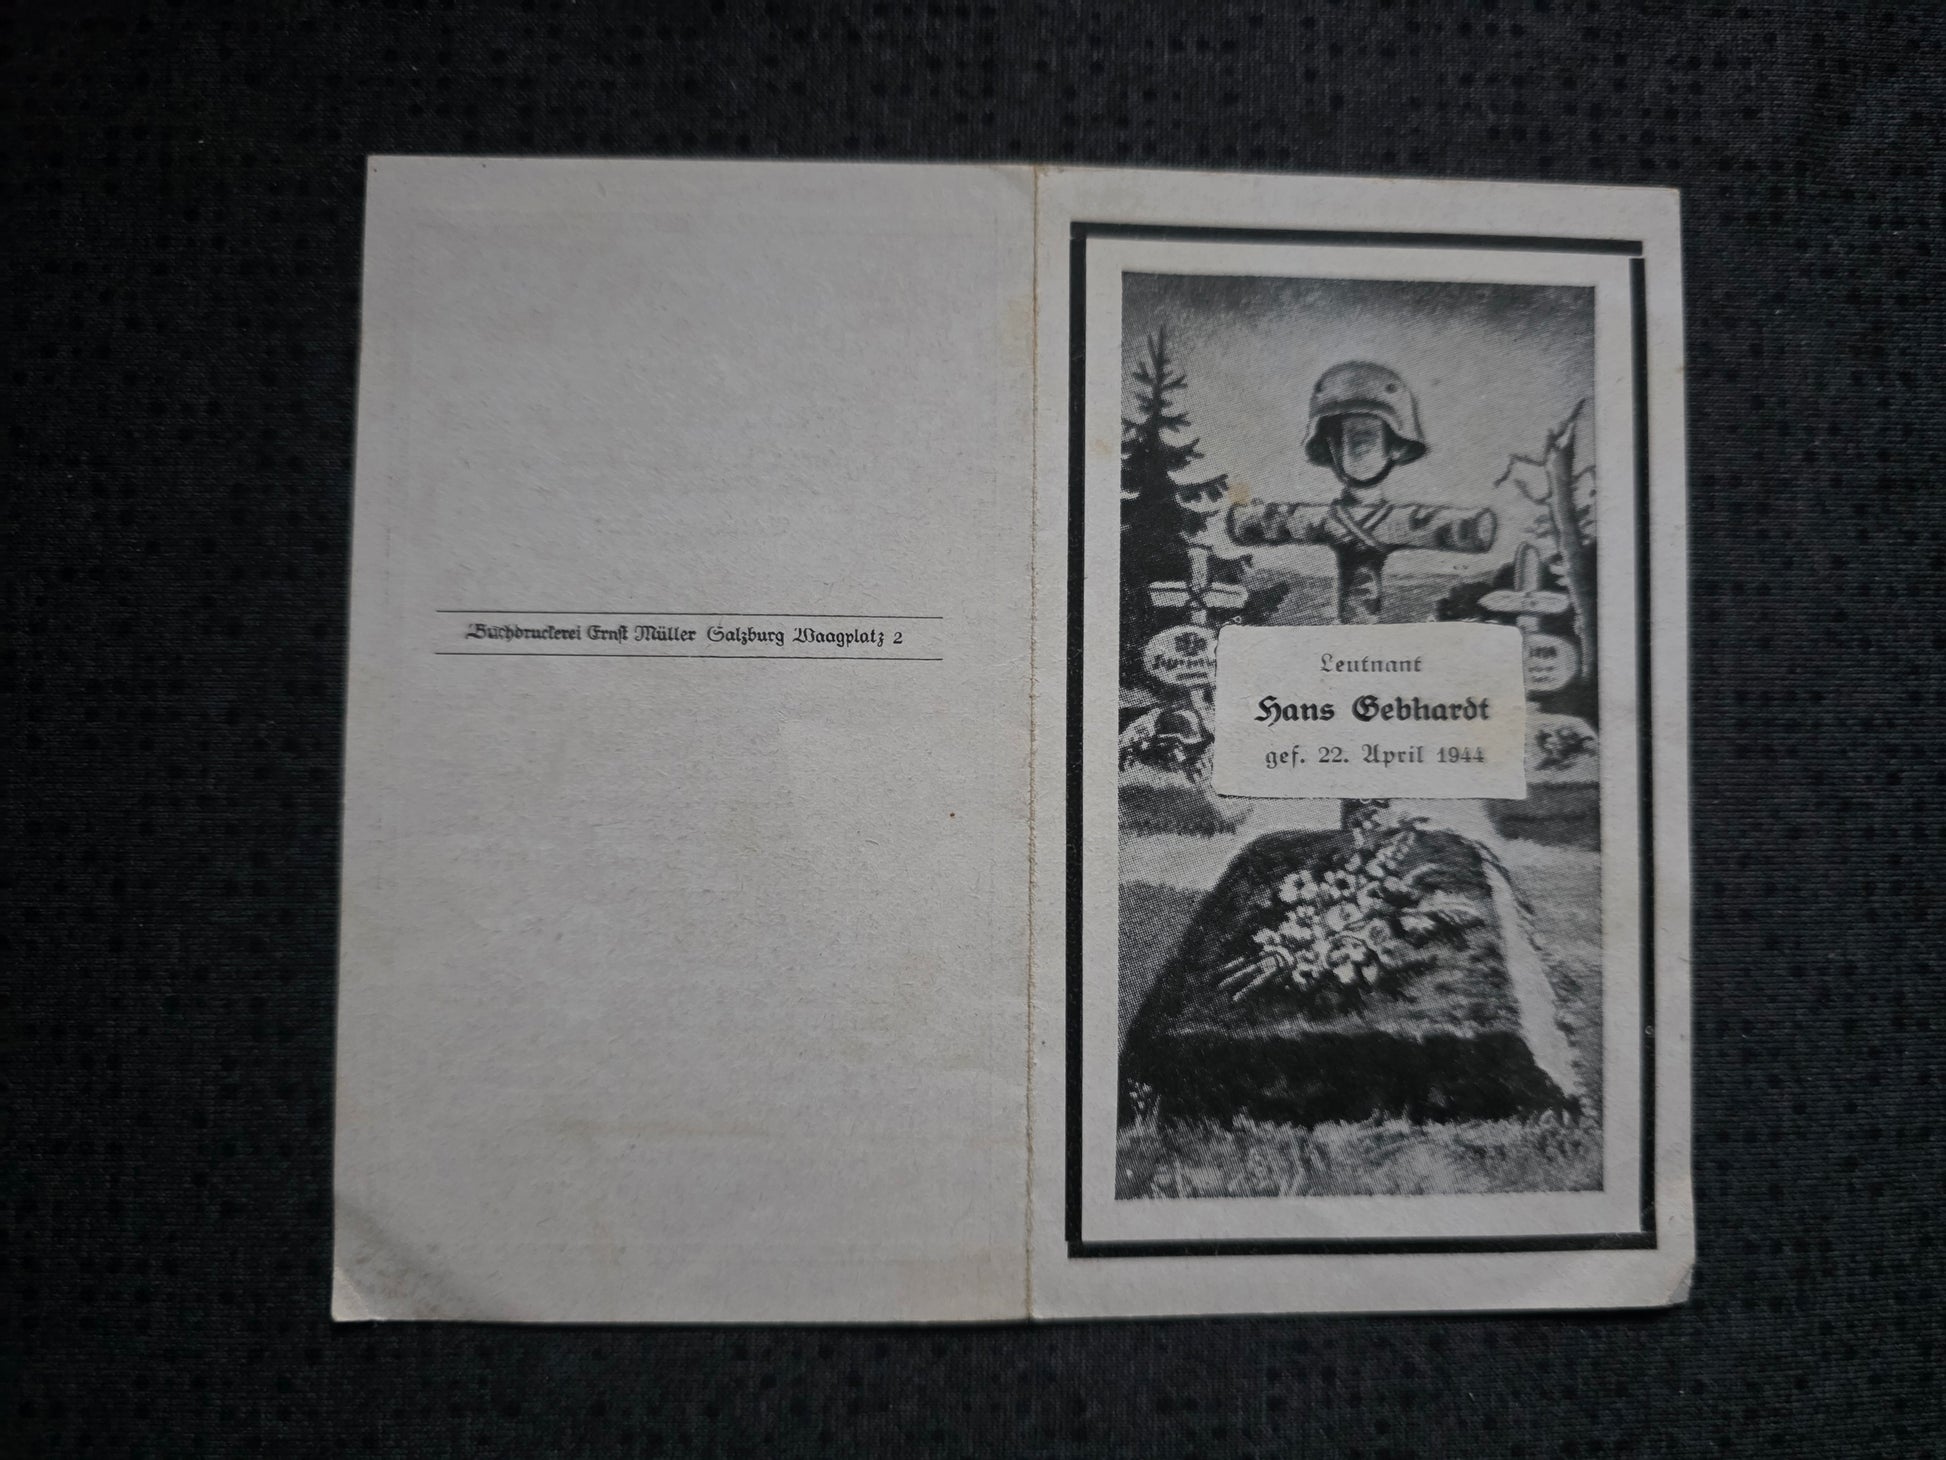 Buchdruckerei Ernst Müller Salzburg Waagplatz 2
Leutnant
Hans Gebhardt
gef. 22. April 1944